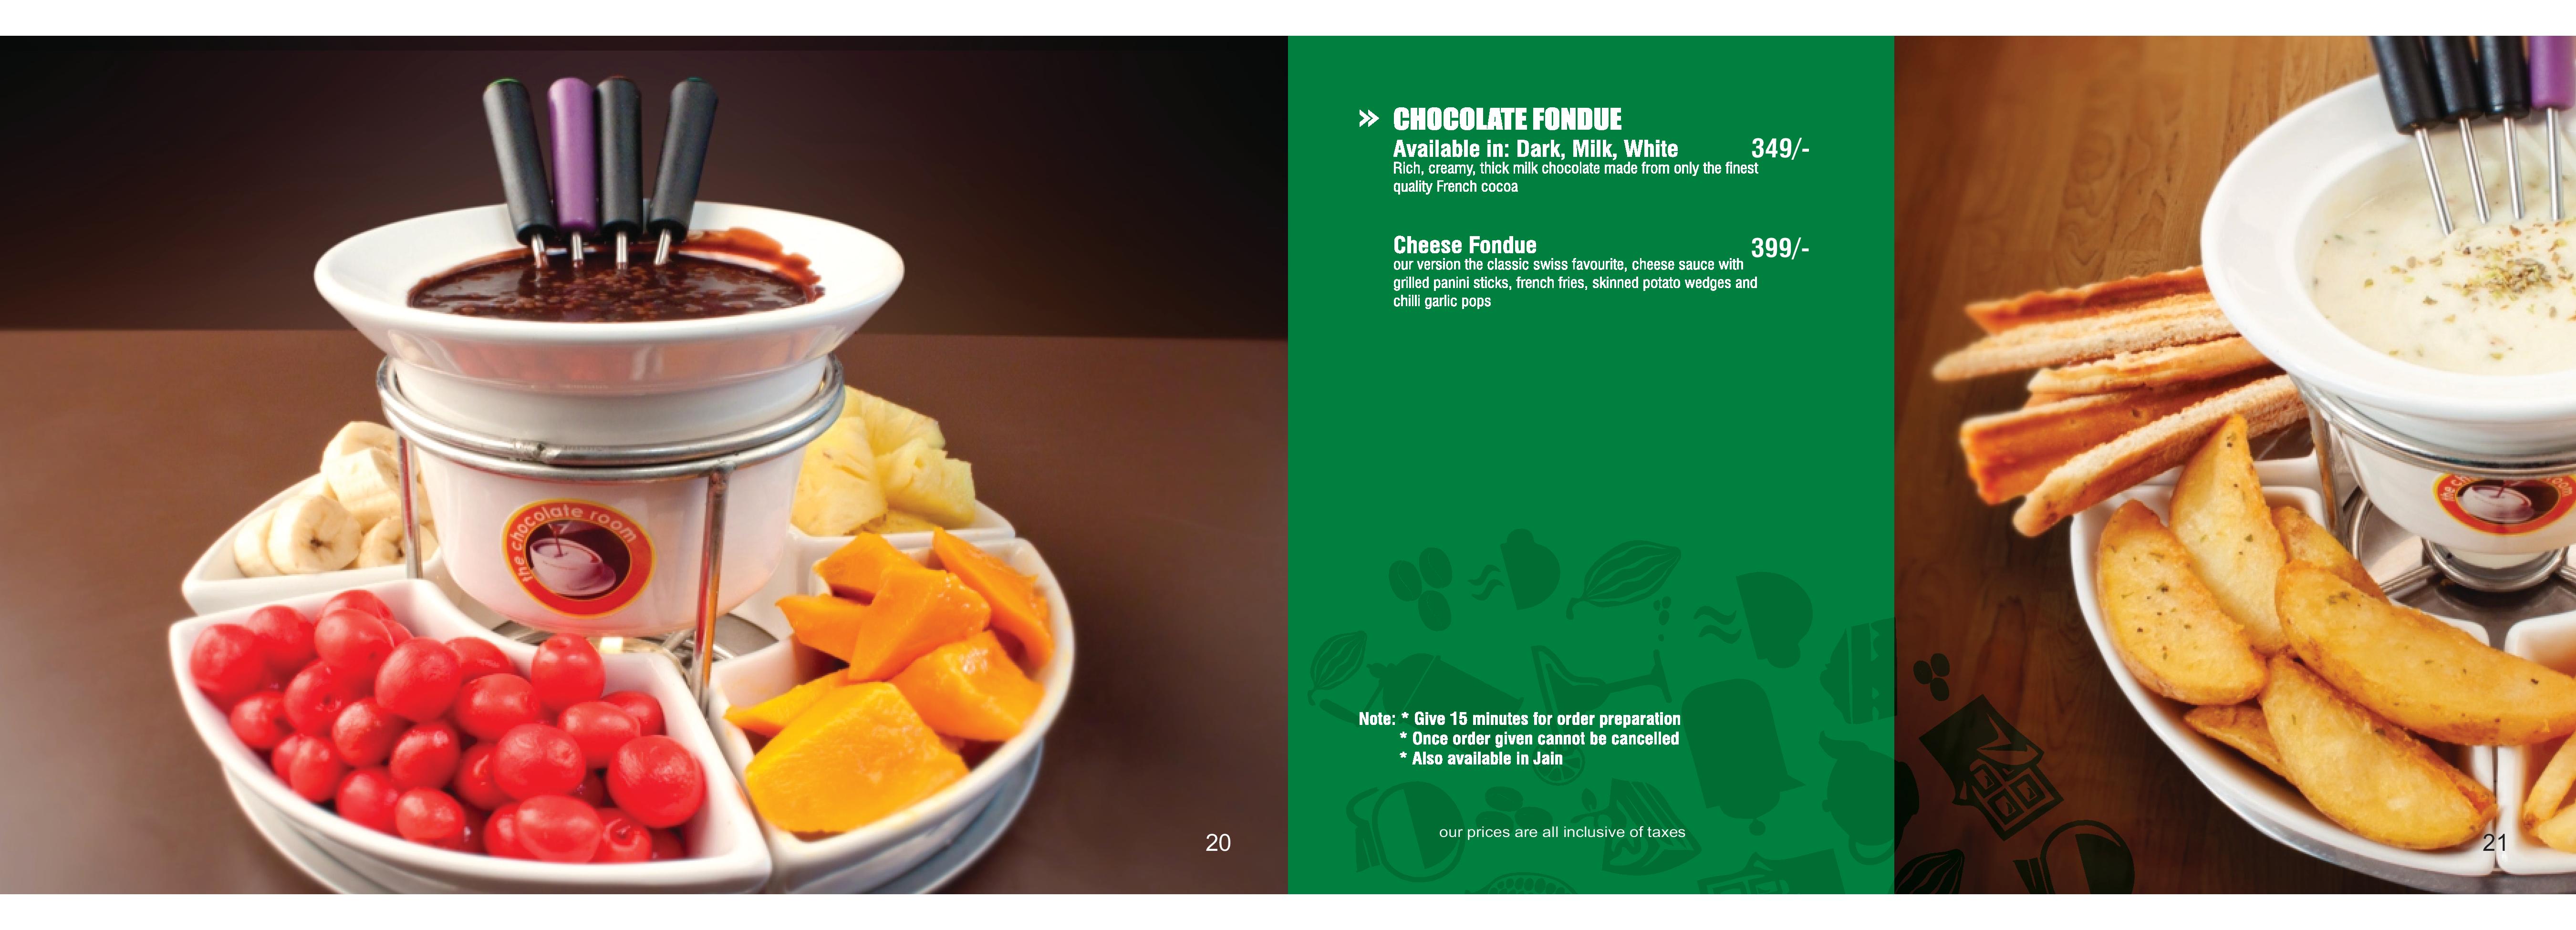 the chocolate room
20
» CHOCOLATE FONDUE
Available in: Dark, Milk, White 349/-
Rich, creamy, thick milk chocolate made from only the finest
quality French cocoa
Cheese Fondue 399/-
our version the classic swiss favourite, cheese sauce with
grilled panini sticks, french fries, skinned potato wedges and
chilli garlic pops
Note: * Give 15 minutes for order preparation
* Once order given cannot be cancelled
* Also available in Jain
our prices are all inclusive of taxes
the ch
oom
21